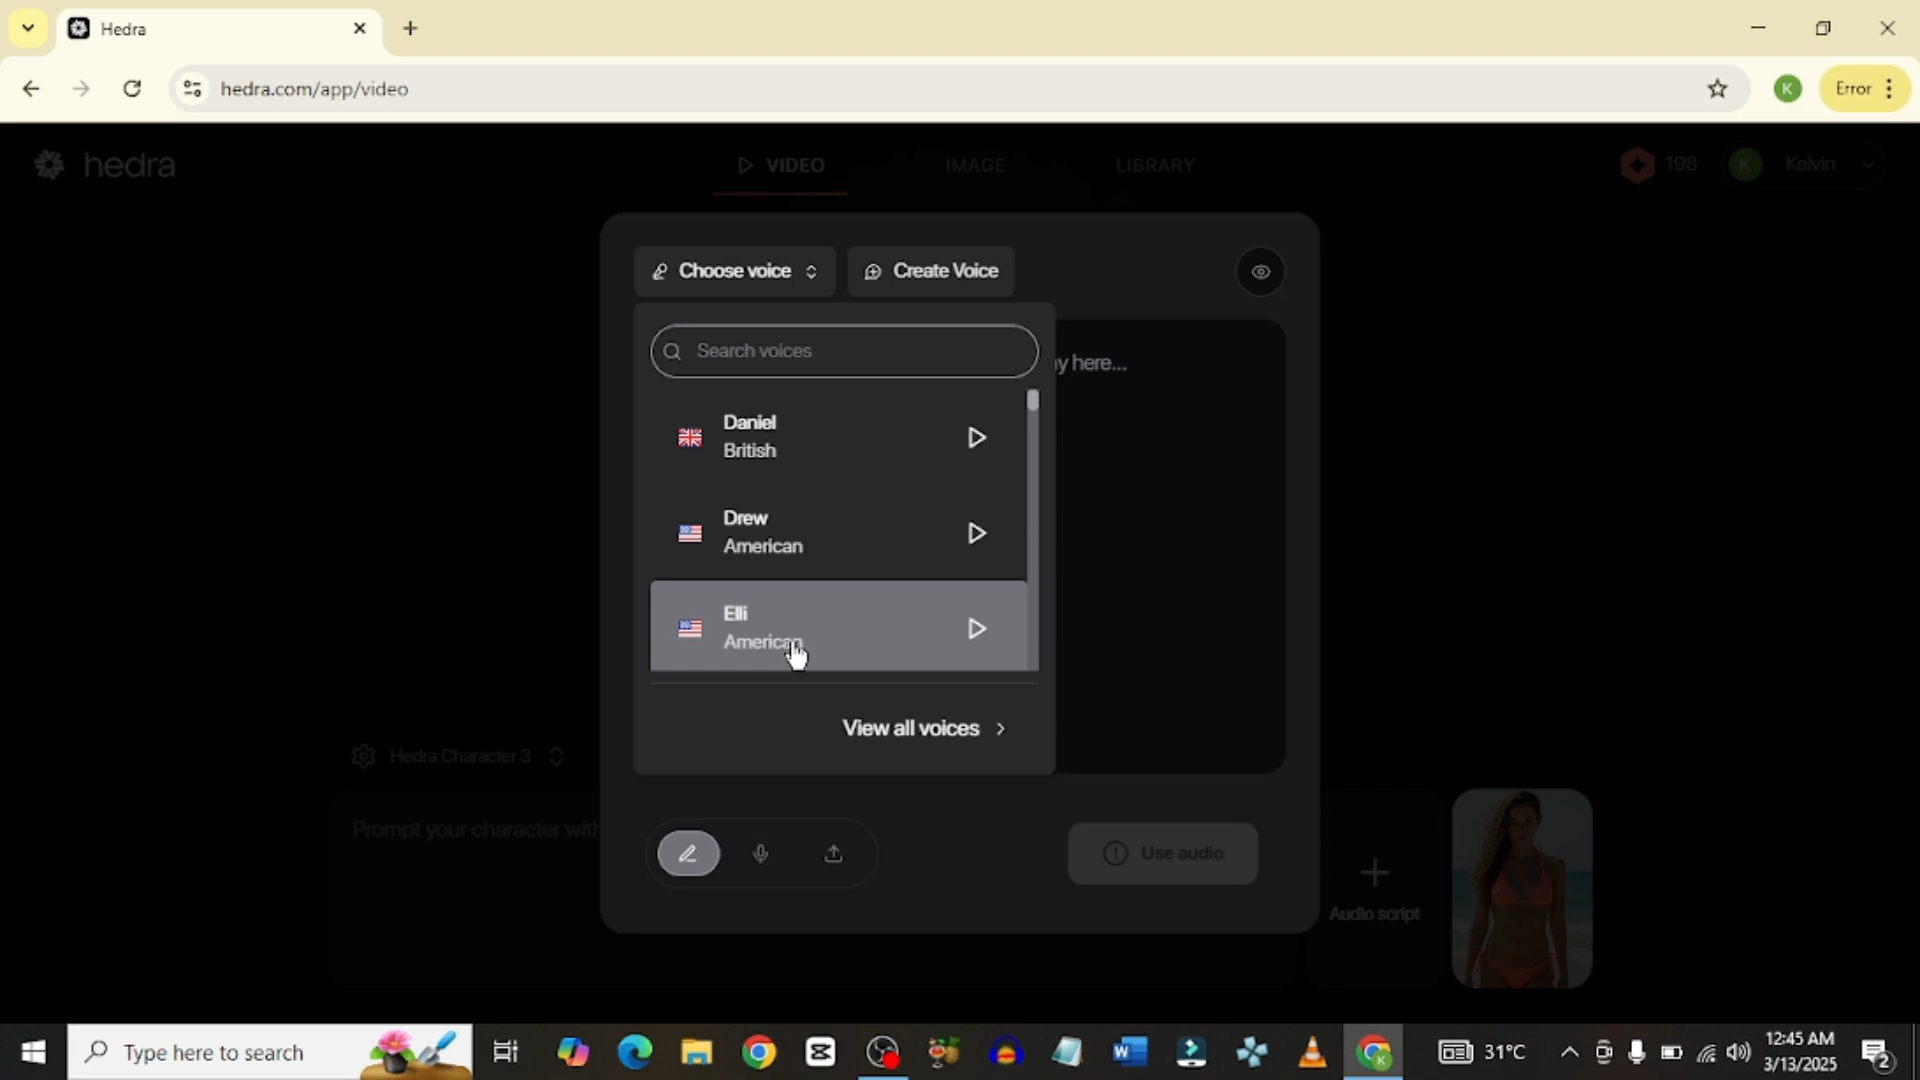 Hedra
hedra.com/app/video
K
Error
hedra
VIDEO
IMAGE
LIBRARY
198
K
Kelvin
Choose voice
Create Voice
Search voices
Daniel
British
Drew
American
Elli
American
View all voices
y here...
Hedra Character 3
Prompt your character with
Use audio
Audio script
Type here to search
31°C
12:45 AM
3/13/2025
2